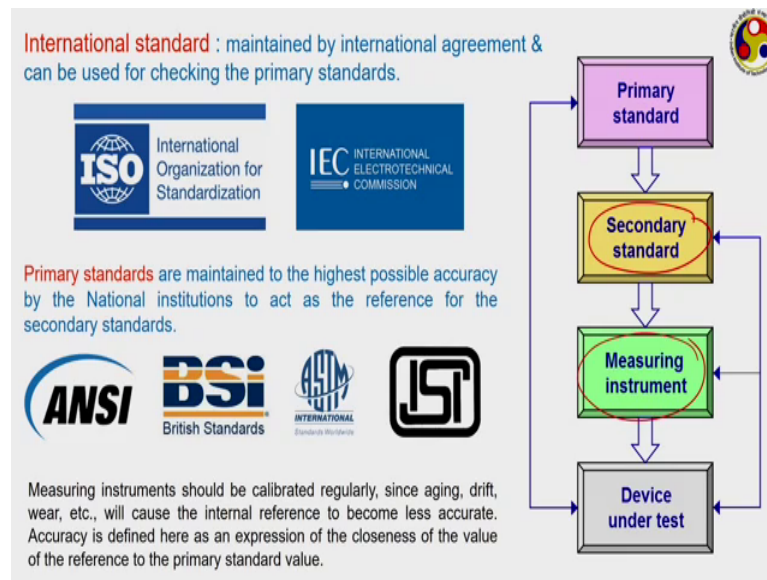 International standard : maintained by international agreement &
can be used for checking the primary standards.
ISO
International
Organization for
Standardization
IEC
INTERNATIONAL
ELECTROTECHNICAL
COMMISSION
Primary standards are maintained to the highest possible accuracy
by the National institutions to act as the reference for the
secondary standards.
ANSI
BSi
British Standards
ASTM
INTERNATIONAL
Standards Worldwide
ISI
Measuring instruments should be calibrated regularly, since aging, drift,
wear, etc., will cause the internal reference to become less accurate.
Accuracy is defined here as an expression of the closeness of the value
of the reference to the primary standard value.
Primary
standard
Secondary
standard
Measuring
instrument
Device
under test